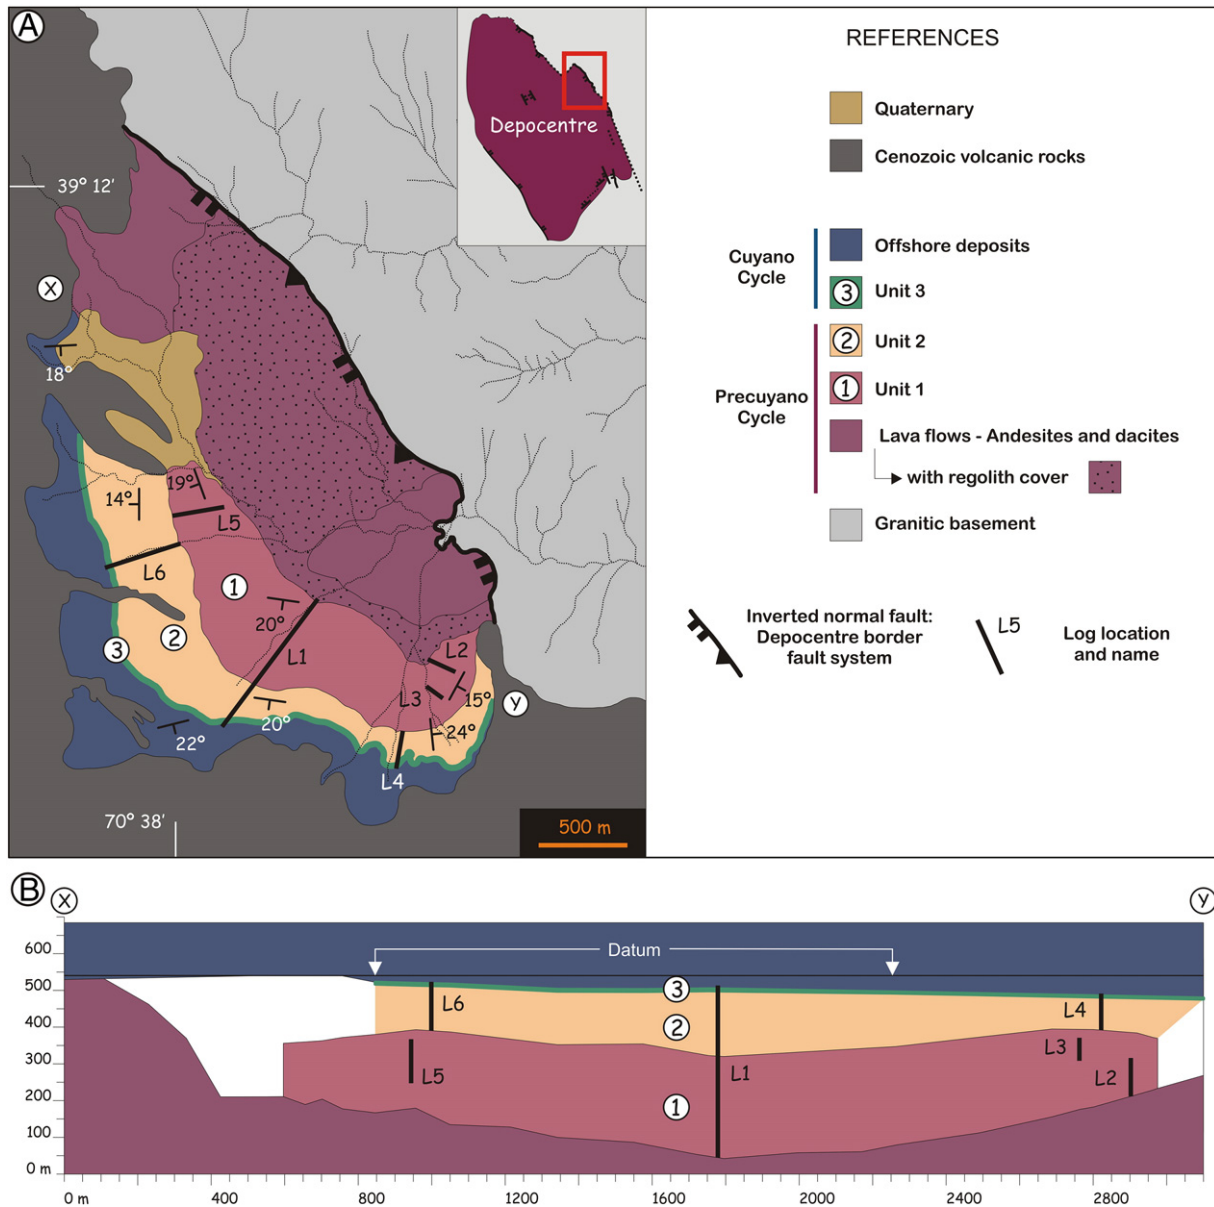 A
Depocentre
39° 12'
X
18°
14°
19°
L5
L6
1
20°
2
3
L1
L2
L3
15°
Y
20°
24°
22°
L4
70° 38'
500 m
REFERENCES
Quaternary
Cenozoic volcanic rocks
Cuyano
Cycle
Offshore deposits
3 Unit 3
Precuyano
Cycle
2 Unit 2
1 Unit 1
Lava flows - Andesites and dacites
with regolith cover
Granitic basement
Inverted normal fault:
Depocentre border
fault system
L5
Log location
and name
B
X
Y
600
500
400
300
200
100
0 m
Datum
3
L6
2
L4
L3
L5
L1
L2
1
0 m
400
800
1200
1600
2000
2400
2800